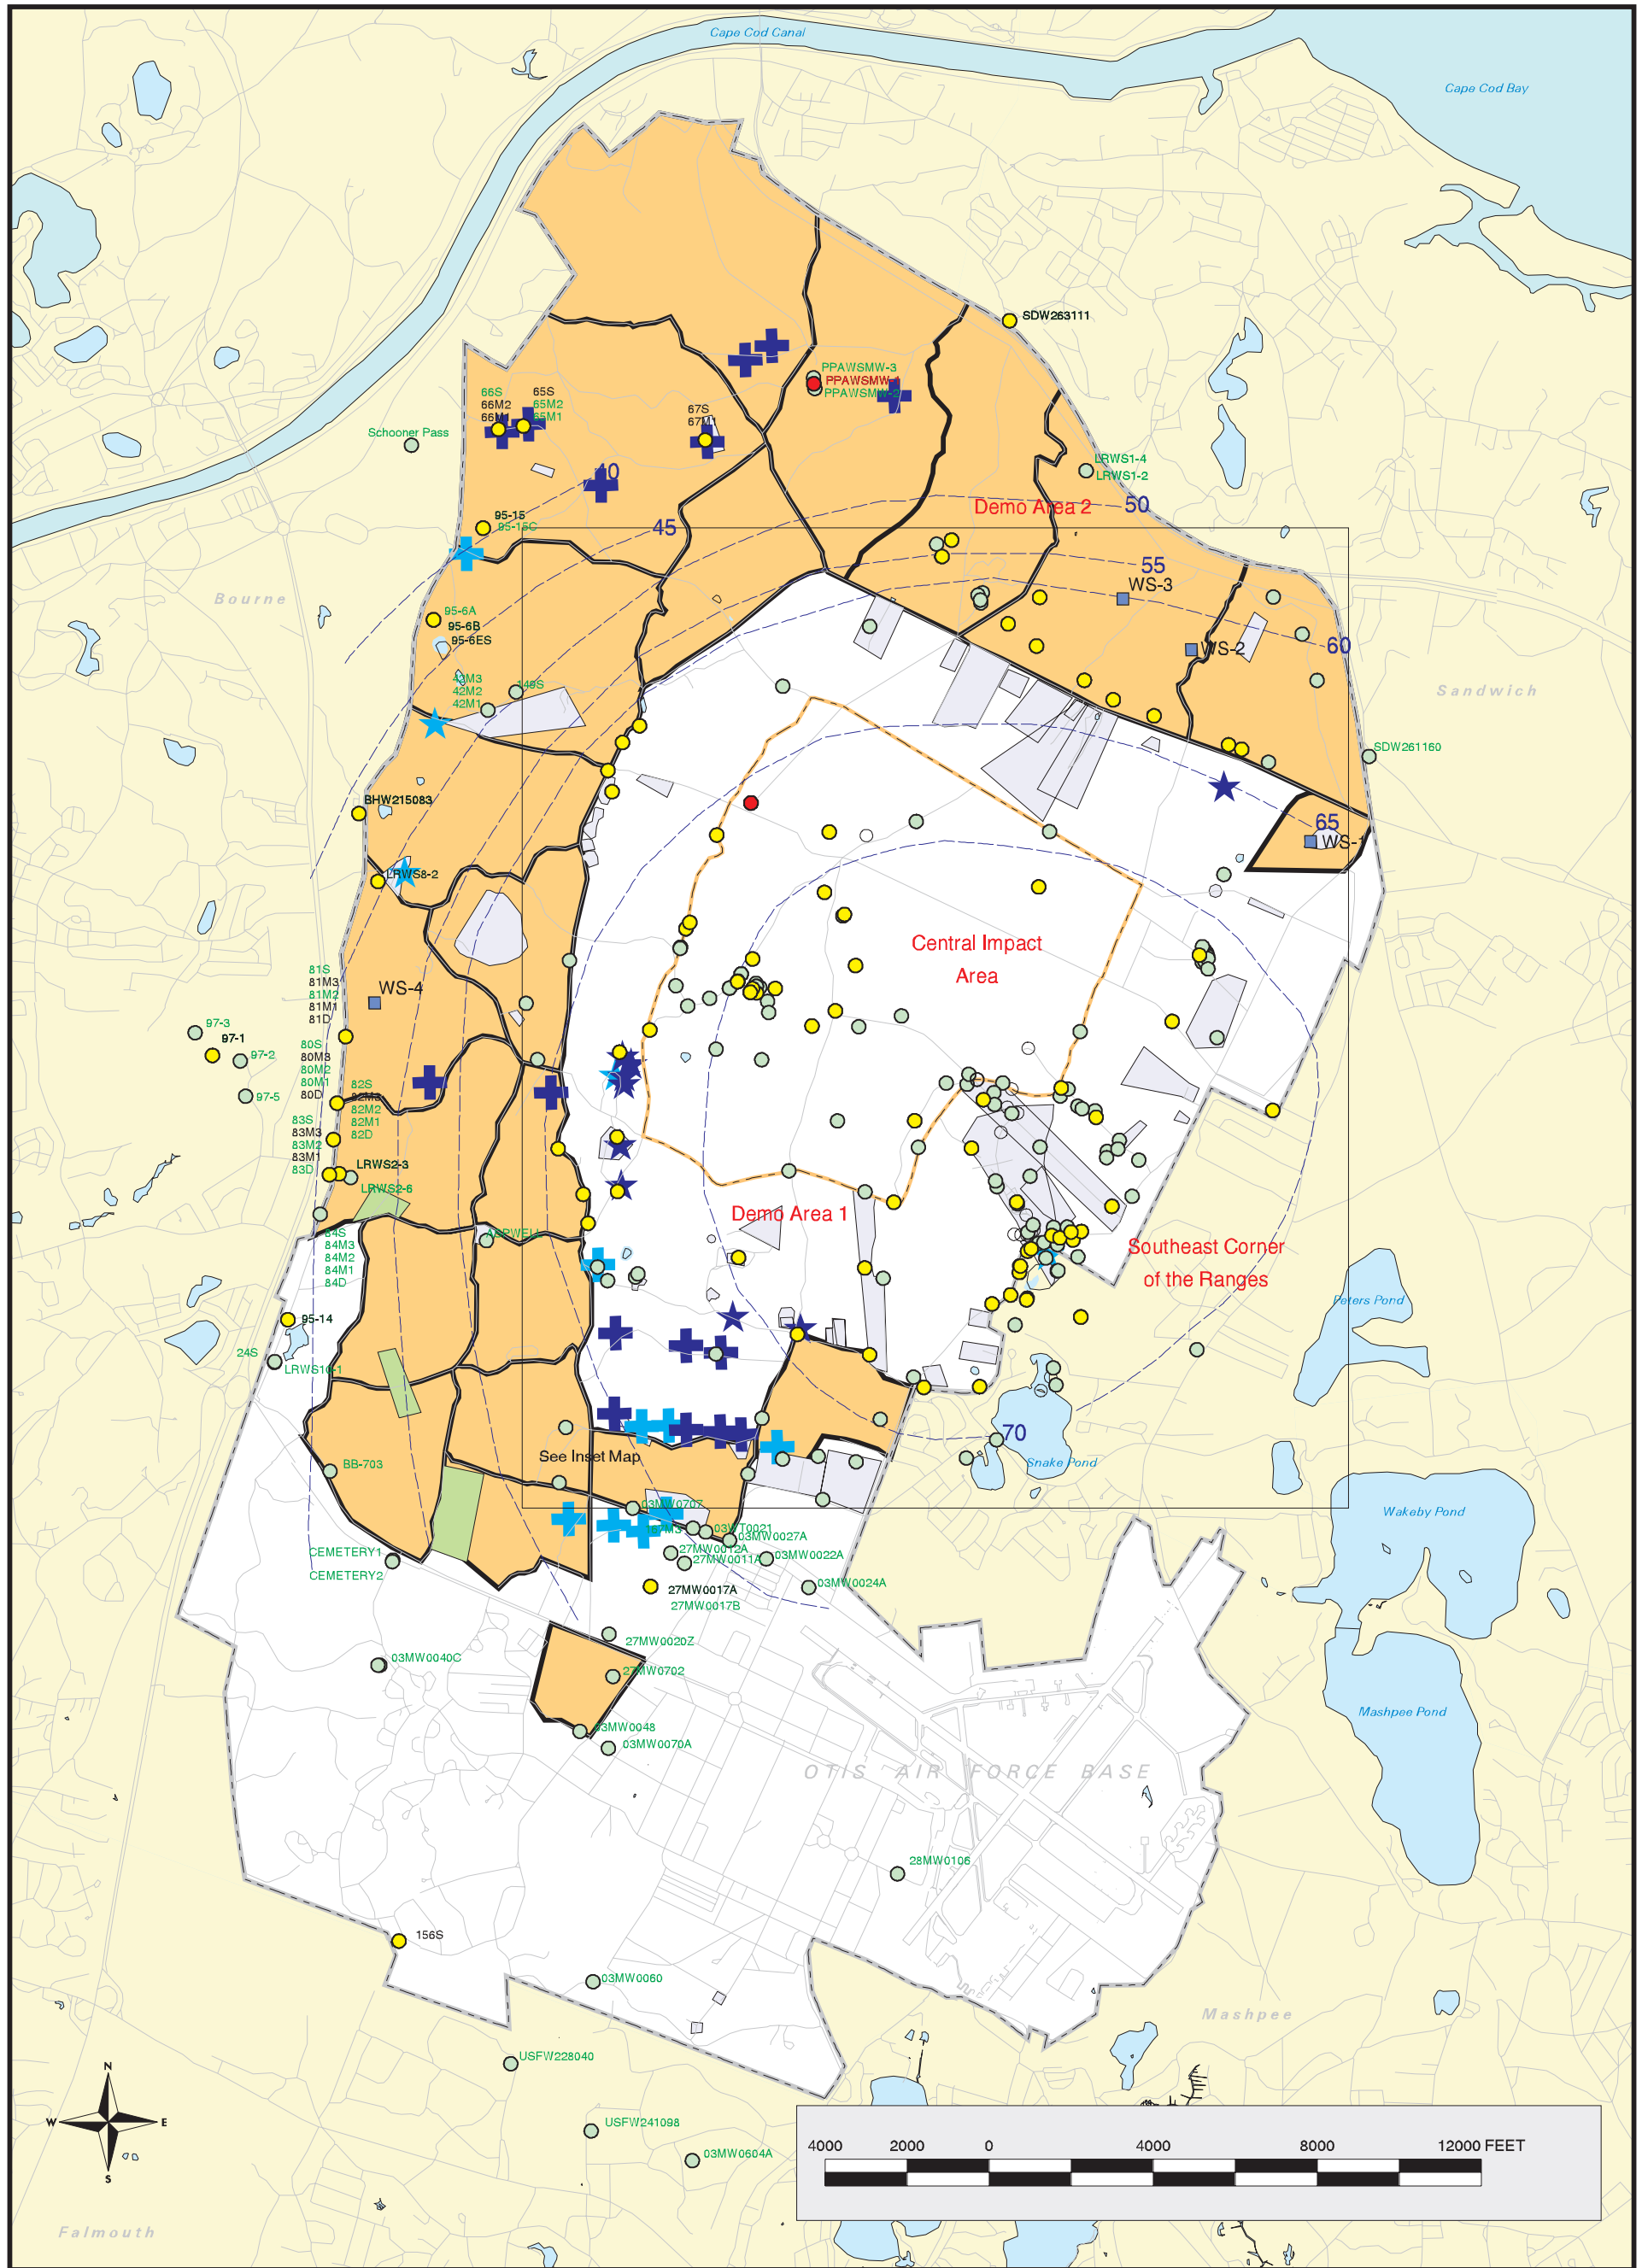 Cape Cod Canal
Cape Cod Bay
SDW263111
PPAWSMW-3
PPAWSMW-1
PPAWSMW-2
66S
66M2
66M1
65S
65M2
65M1
67S
67M1
Schooner Pass
LRWS1-4
LRWS1-2
40
Demo Area 2
50
95-15
95-15C
45
55
WS-3
Bourne
95-6A
95-6B
95-6ES
WS-2
60
42M3
42M2
42M1
149S
Sandwich
SDW261160
BHW215083
65
WS-1
LRWS8-2
Central Impact
Area
81S
81M3
81M2
81M1
81D
WS-4
97-3
97-1
97-2
97-5
80S
80M3
80M2
80M1
80D
82S
82M3
82M2
82M1
82D
83S
83M3
83M2
83M1
83D
LRWS2-3
LRWS2-6
Demo Area 1
ASPWELL
84S
84M3
84M2
84M1
84D
Southeast Corner
of the Ranges
Peters Pond
95-14
24S
LRWS10-1
70
See Inset Map
BB-703
Snake Pond
Wakeby Pond
03MW0707
03WT0021
03MW0027A
27MW0012A
27MW0011A
03MW0022A
CEMETERY1
CEMETERY2
03MW0024A
27MW0017A
27MW0017B
27MW0020Z
03MW0040C
27MW0702
Mashpee Pond
03MW0048
03MW0070A
OTIS AIR FORCE BASE
28MW0106
156S
03MW0060
Mashpee
USFW228040
N
W
E
S
USFW241098
03MW0604A
4000 2000 0 4000 8000 12000 FEET
Falmouth